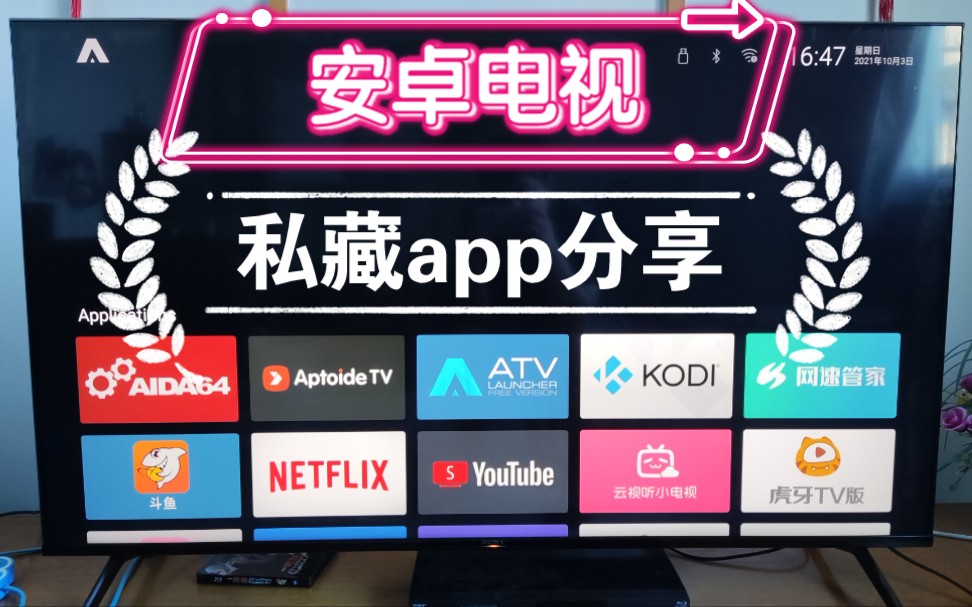 安卓电视
16:47
星期日
2021年10月3日
私藏app分享
Applications
AIDA64
Aptoide TV
ATV
LAUNCHER
FREE VERSION
KODI
网速管家
斗鱼
NETFLIX
YouTube
云视听小电视
虎牙TV版
SONY